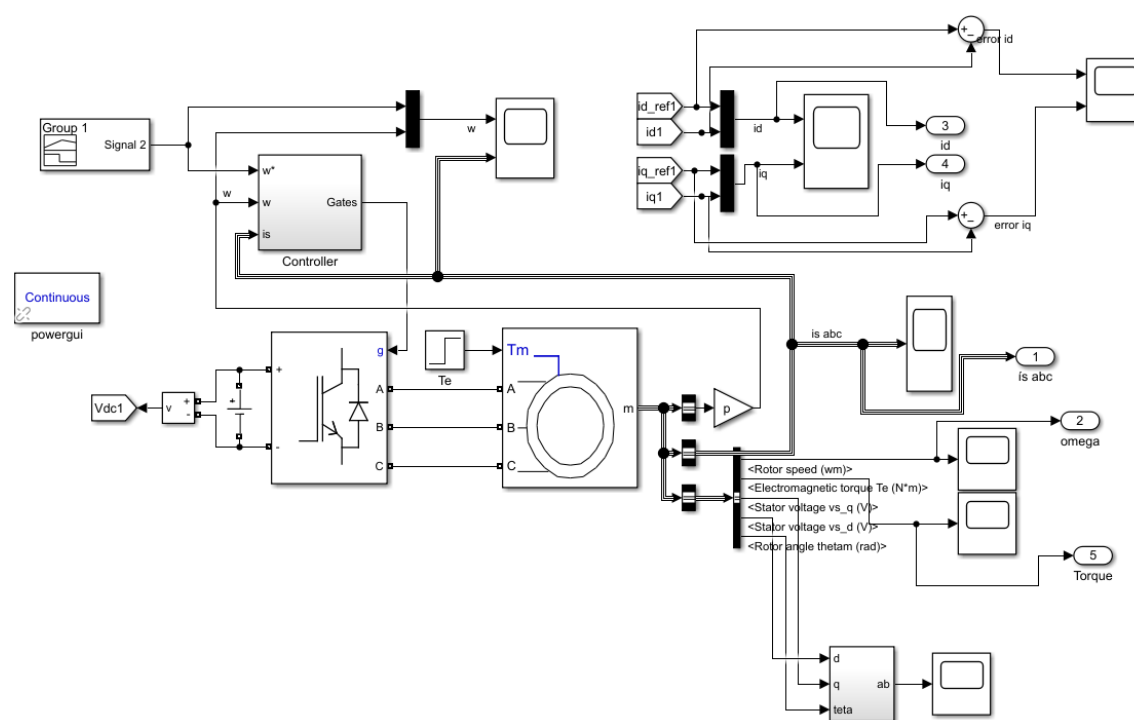 error id
id_ref1
id1
id
3
id
iq_ref1
iq1
iq
4
iq
error iq
Group 1
Signal 2
w
w*
w
w
is
Gates
Controller
Continuous
powergui
g
Te
Tm
is abc
1
ís abc
Vdc1
v
+
-
+
+
-
A
B
C
A
B
C
m
p
2
omega
<Rotor speed (wm)>
<Electromagnetic torque Te (N*m)>
<Stator voltage vs_q (V)>
<Stator voltage vs_d (V)>
<Rotor angle thetam (rad)>
5
Torque
d
q
teta
ab